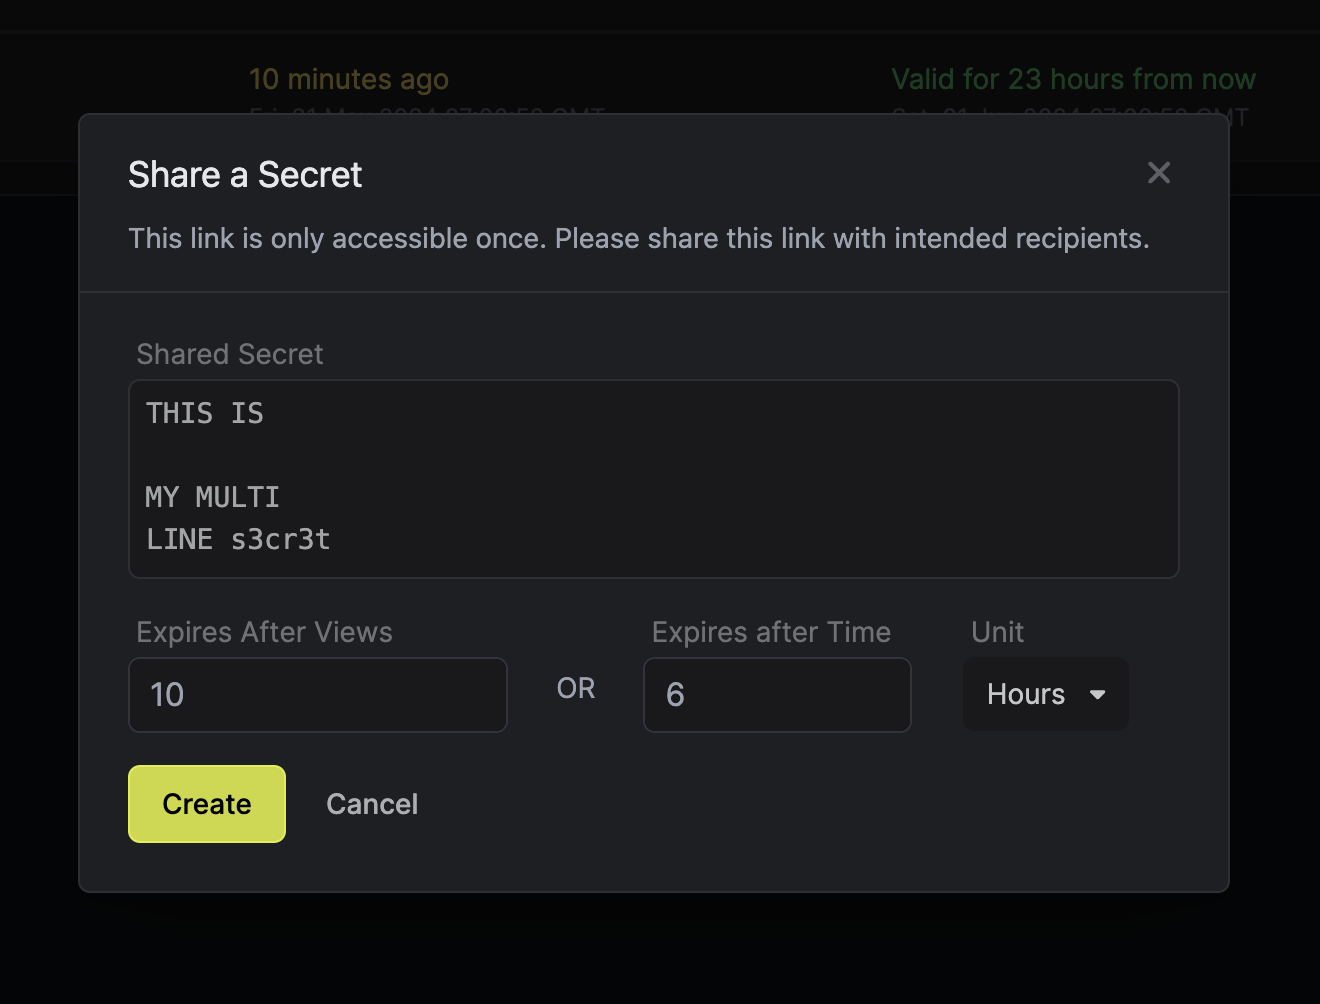 10 minutes ago
Valid for 23 hours from now
Share a Secret
This link is only accessible once. Please share this link with intended recipients.
Shared Secret
THIS IS
MY MULTI
LINE s3cr3t
Expires After Views
Expires after Time
Unit
10
OR
6
Hours
Create
Cancel